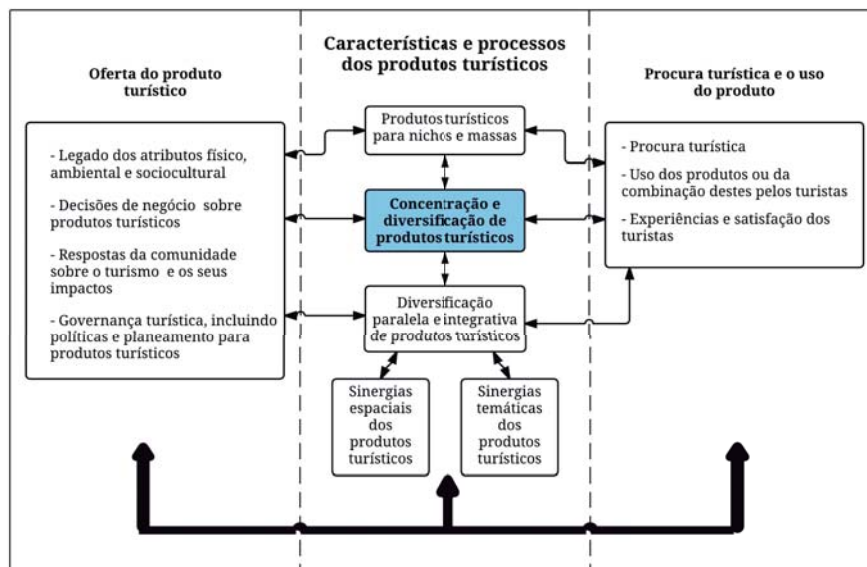 Características e processos
dos produtos turísticos
Oferta do produto
turístico
Procura turística e o uso
do produto
- Legado dos atributos físico,
ambiental e sociocultural
- Decisões de negócio sobre
produtos turísticos
- Respostas da comunidade
sobre o turismo e os seus
impactos
- Governança turística, incluindo
políticas e planeamento para
produtos turísticos
Produtos turísticos
para nichos e massas
Concentração e
diversificação de
produtos turísticos
Diversificação
paralela e integrativa
de produtos turísticos
Sinergias
espaciais
dos
produtos
turísticos
Sinergias
temáticas
dos
produtos
turísticos
- Procura turística
- Uso dos produtos ou da
combinação destes pelos turistas
- Experiências e satisfação dos
turistas